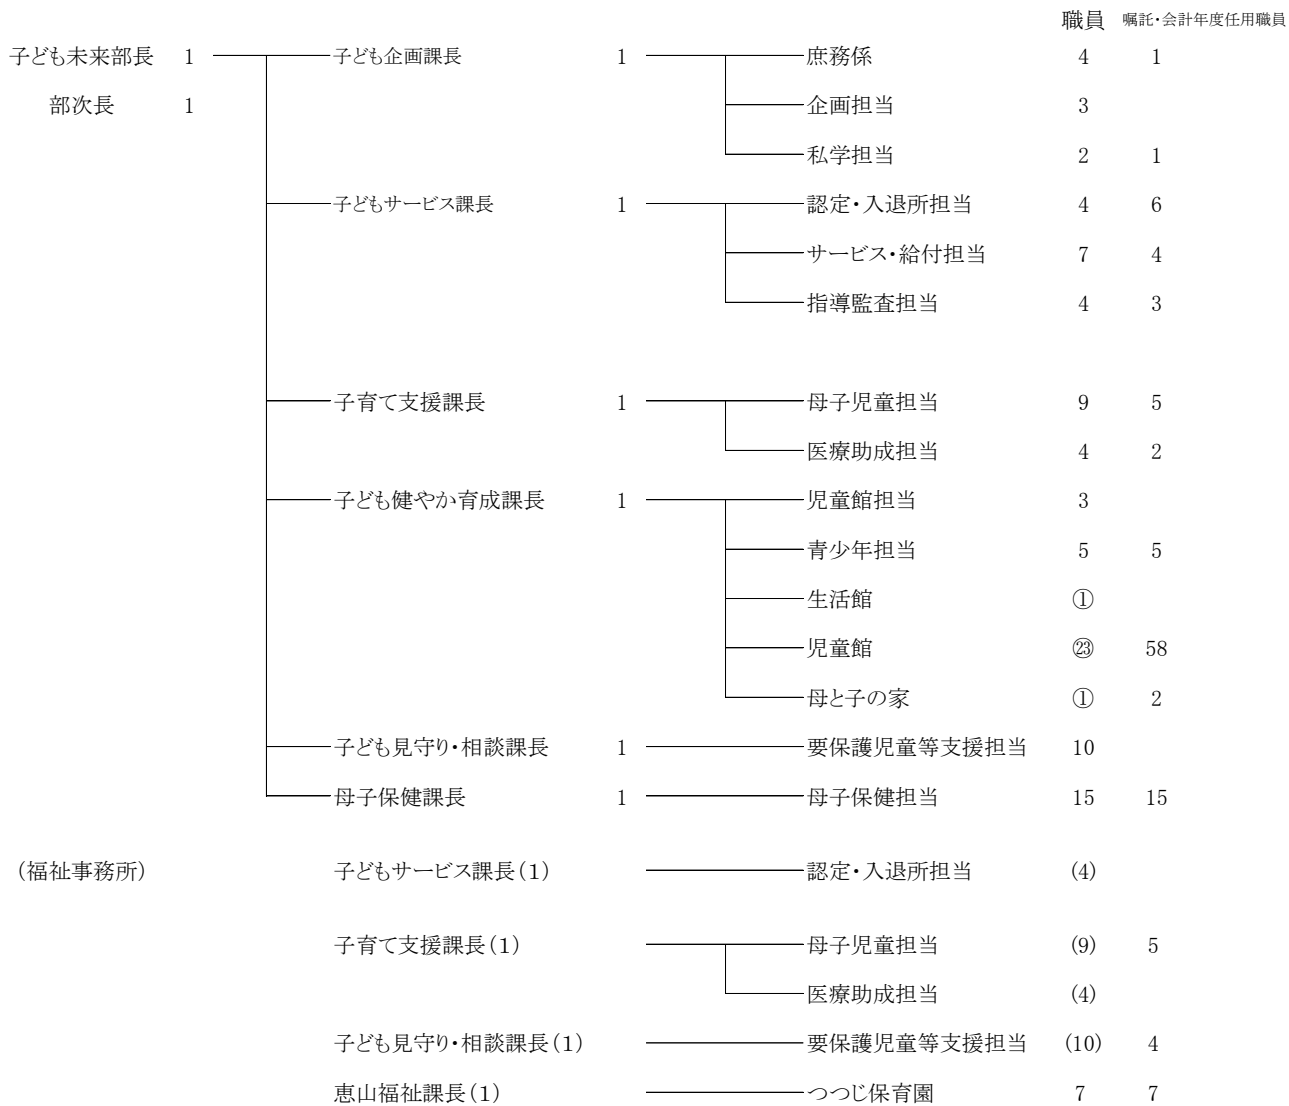 職員 嘱託・会計年度任用職員
子ども未来部長 1 子ども企画課長 1 庶務係 4 1
部次長 1 企画担当 3
私学担当 2 1
子どもサービス課長 1 認定・入退所担当 4 6
サービス・給付担当 7 4
指導監査担当 4 3
子育て支援課長 1 母子児童担当 9 5
医療助成担当 4 2
子ども健やか育成課長 1 児童館担当 3
青少年担当 5 5
生活館 ①
児童館 ㉓ 58
母と子の家 ① 2
子ども見守り・相談課長 1 要保護児童等支援担当 10
母子保健課長 1 母子保健担当 15 15
(福祉事務所) 子どもサービス課長(1) 認定・入退所担当 (4)
子育て支援課長(1) 母子児童担当 (9) 5
医療助成担当 (4)
子ども見守り・相談課長(1) 要保護児童等支援担当 (10) 4
恵山福祉課長(1) つつじ保育園 7 7